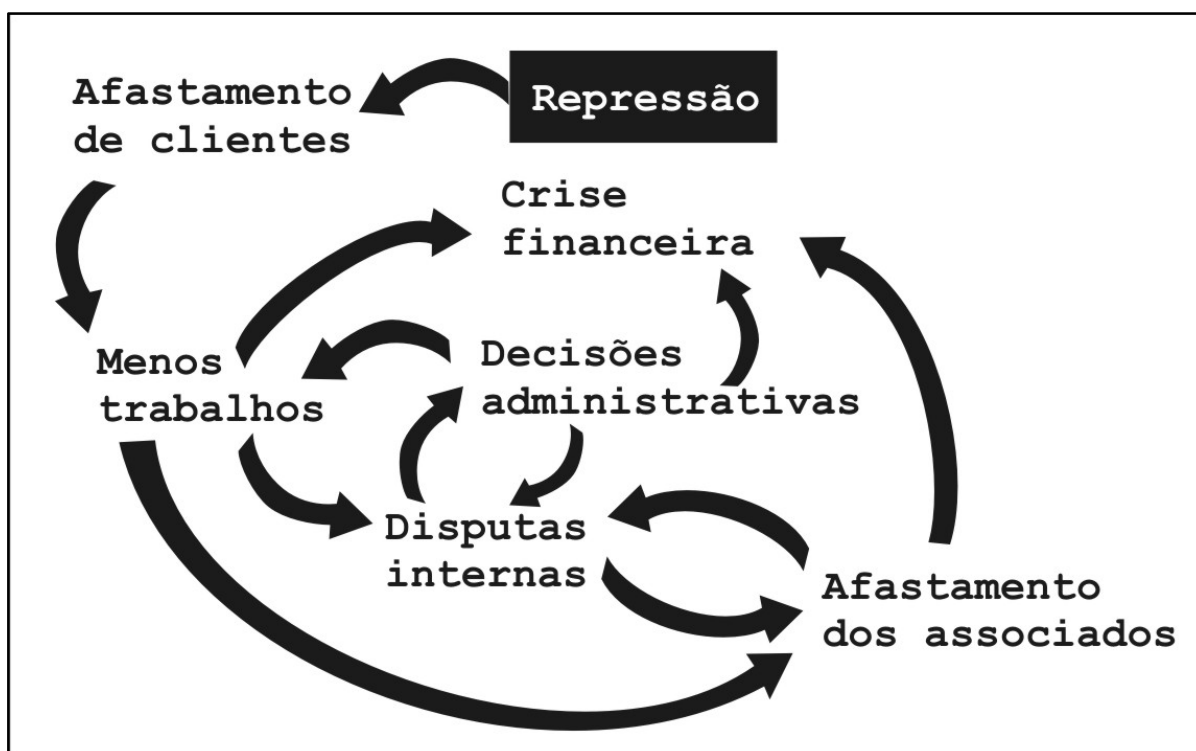 Afastamento
de clientes
Repressão
Crise
financeira
Menos
trabalhos
Decisões
administrativas
Disputas
internas
Afastamento
dos associados